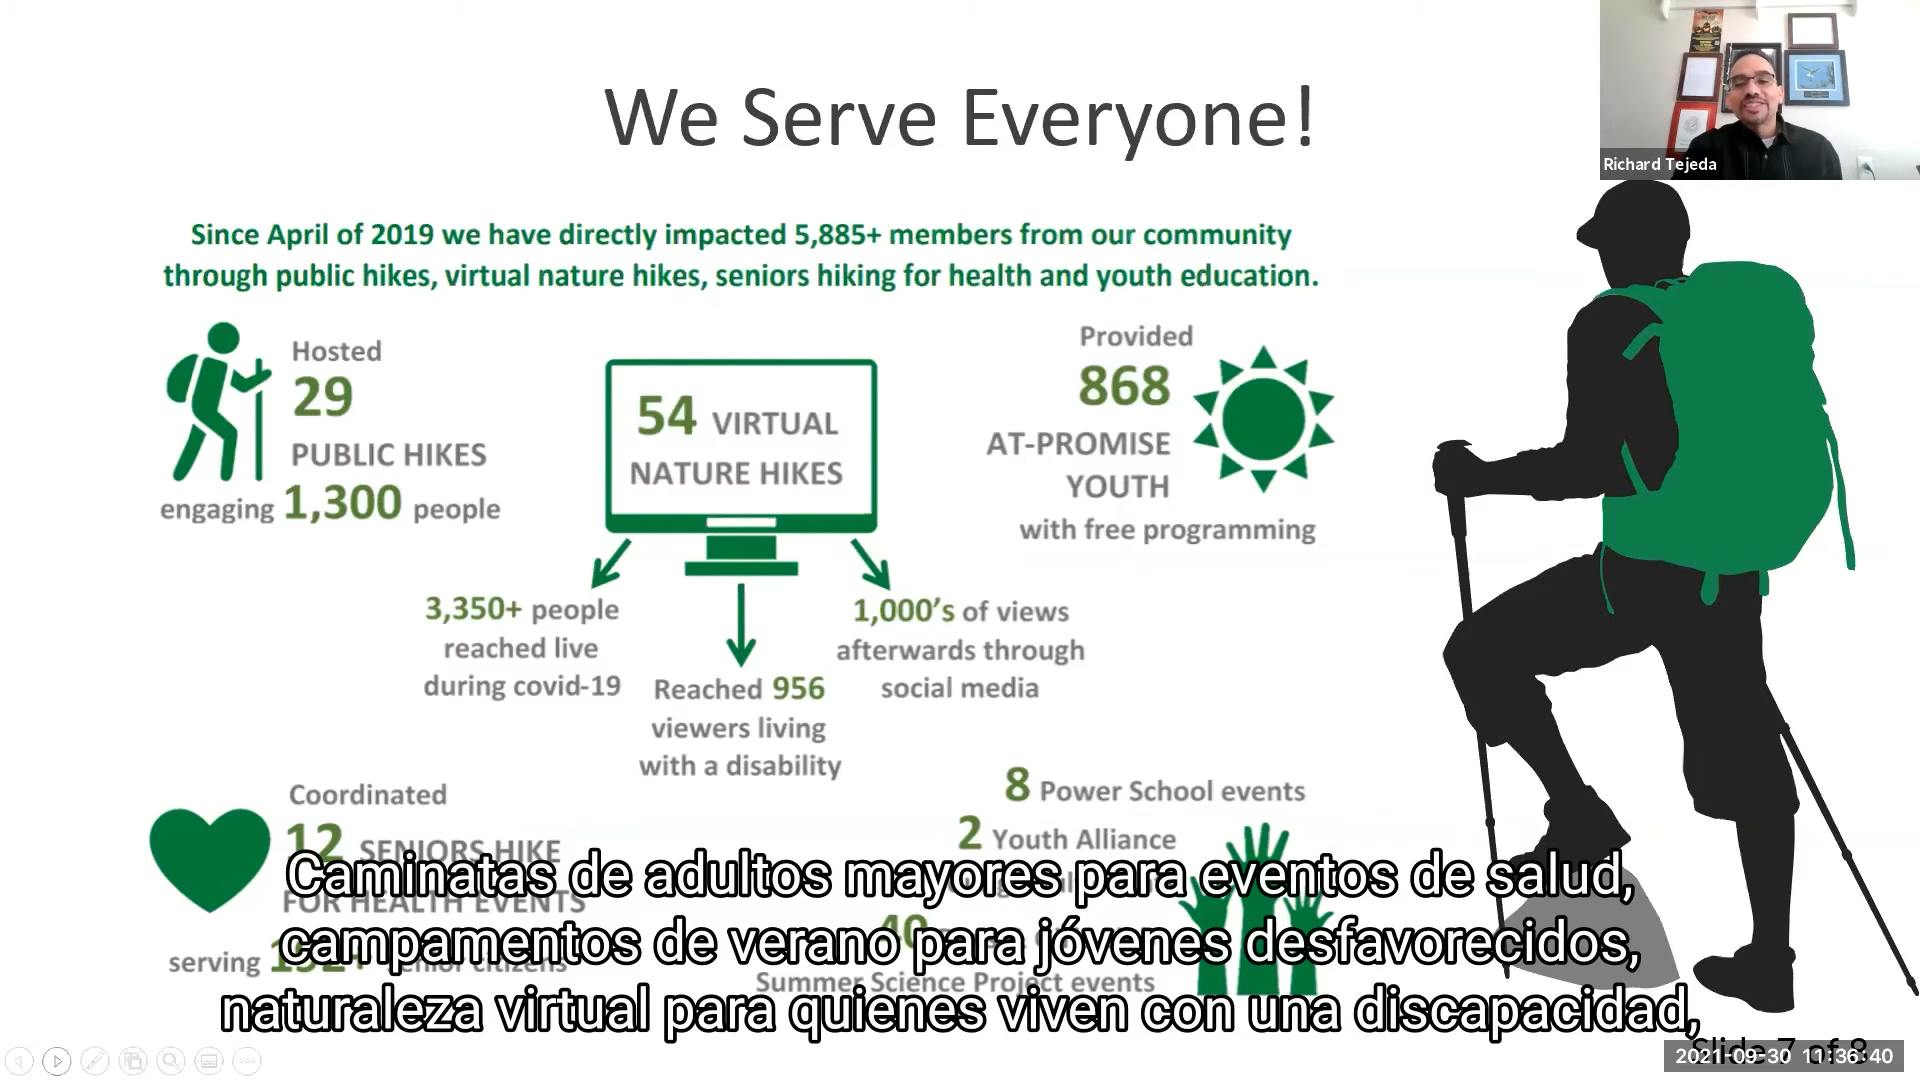 We Serve Everyone!
Richard Tejeda
Since April of 2019 we have directly impacted 5,885+ members from our community
through public hikes, virtual nature hikes, seniors hiking for health and youth education.
Hosted
29
PUBLIC HIKES
engaging 1,300 people
54 VIRTUAL
NATURE HIKES
3,350+ people
reached live
during covid-19
Reached 956
viewers living
with a disability
1,000's of views
afterwards through
social media
Provided
868
AT-PROMISE
YOUTH
with free programming
Coordinated
12 SENIORS HIKE
FOR HEALTH EVENTS
serving 192+ senior citizens
8 Power School events
2 Youth Alliance
40
Summer Science Project events
Caminatas de adultos mayores para eventos de salud,
campamentos de verano para jóvenes desfavorecidos,
naturaleza virtual para quienes viven con una discapacidad,
Slide 7 of 8
2021-09-30 11:36:40